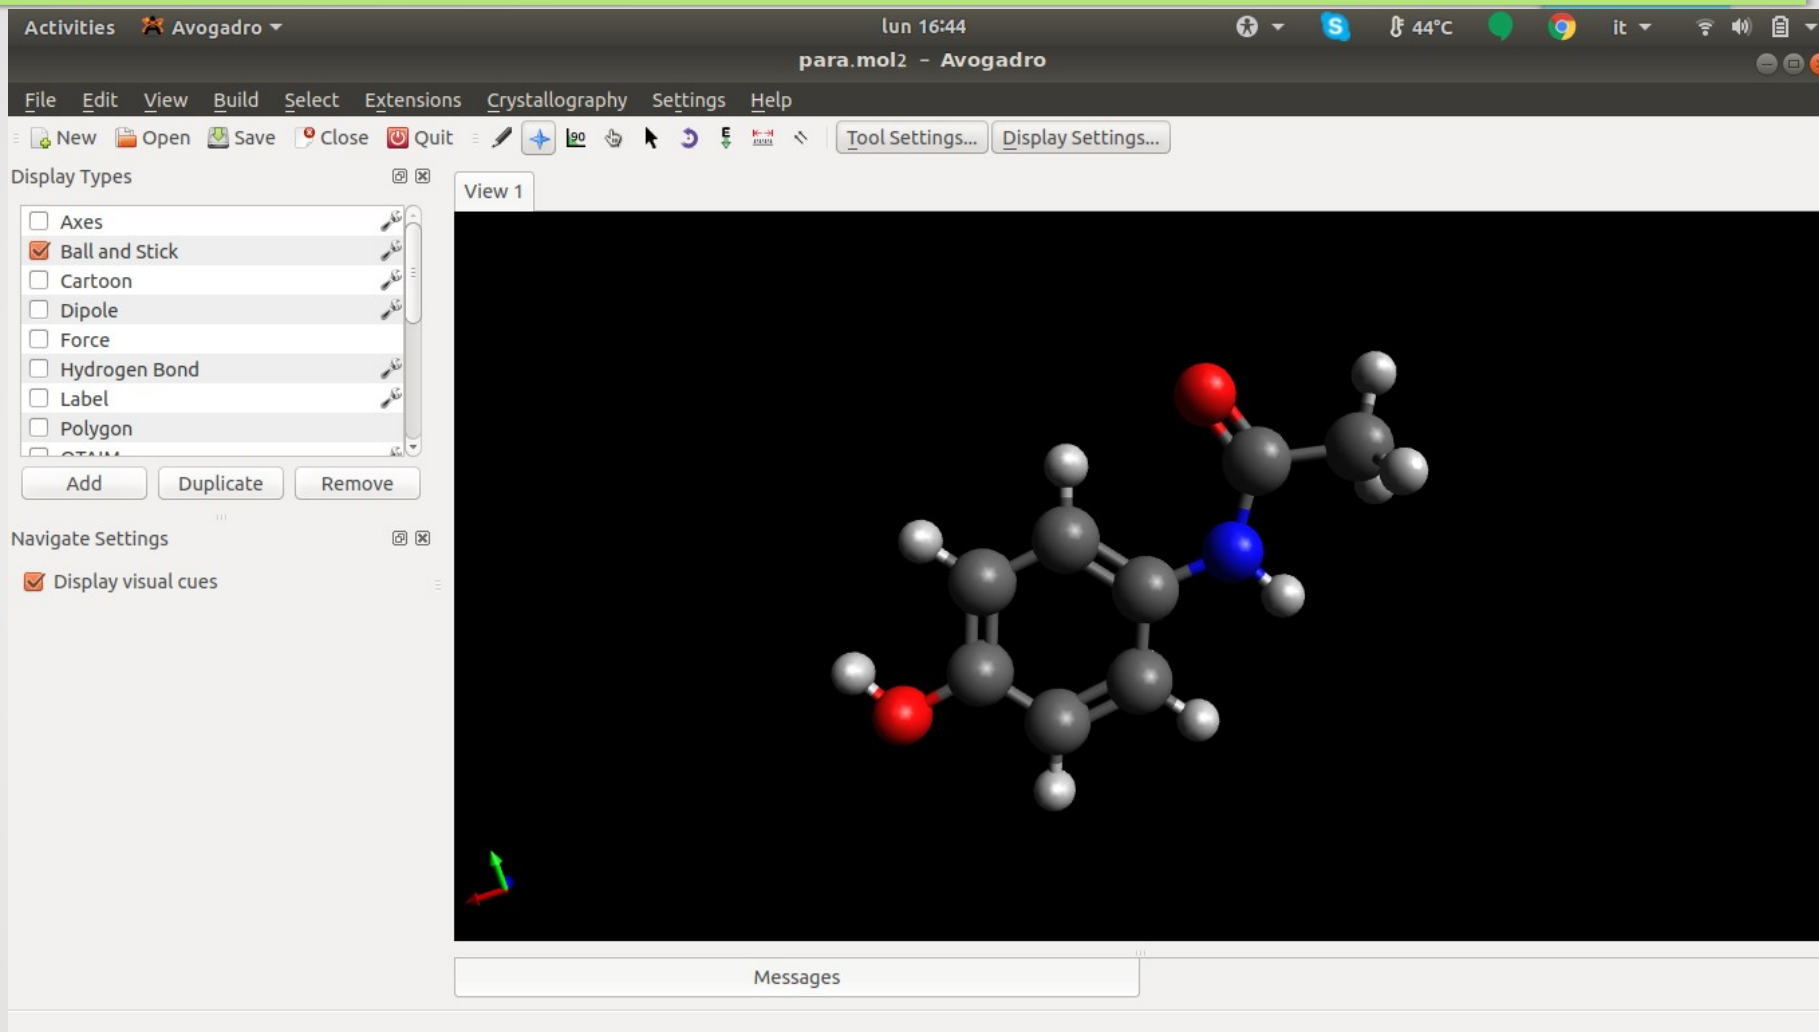 Activities Avogadro lun 16:44 44°C it
para.mol2 - Avogadro
File Edit View Build Select Extensions Crystallography Settings Help
New Open Save Close Quit 90 E Tool Settings... Display Settings...
Display Types
View 1
Axes
Ball and Stick
Cartoon
Dipole
Force
Hydrogen Bond
Label
Polygon
QTAIM
Add Duplicate Remove
Navigate Settings
Display visual cues
Messages